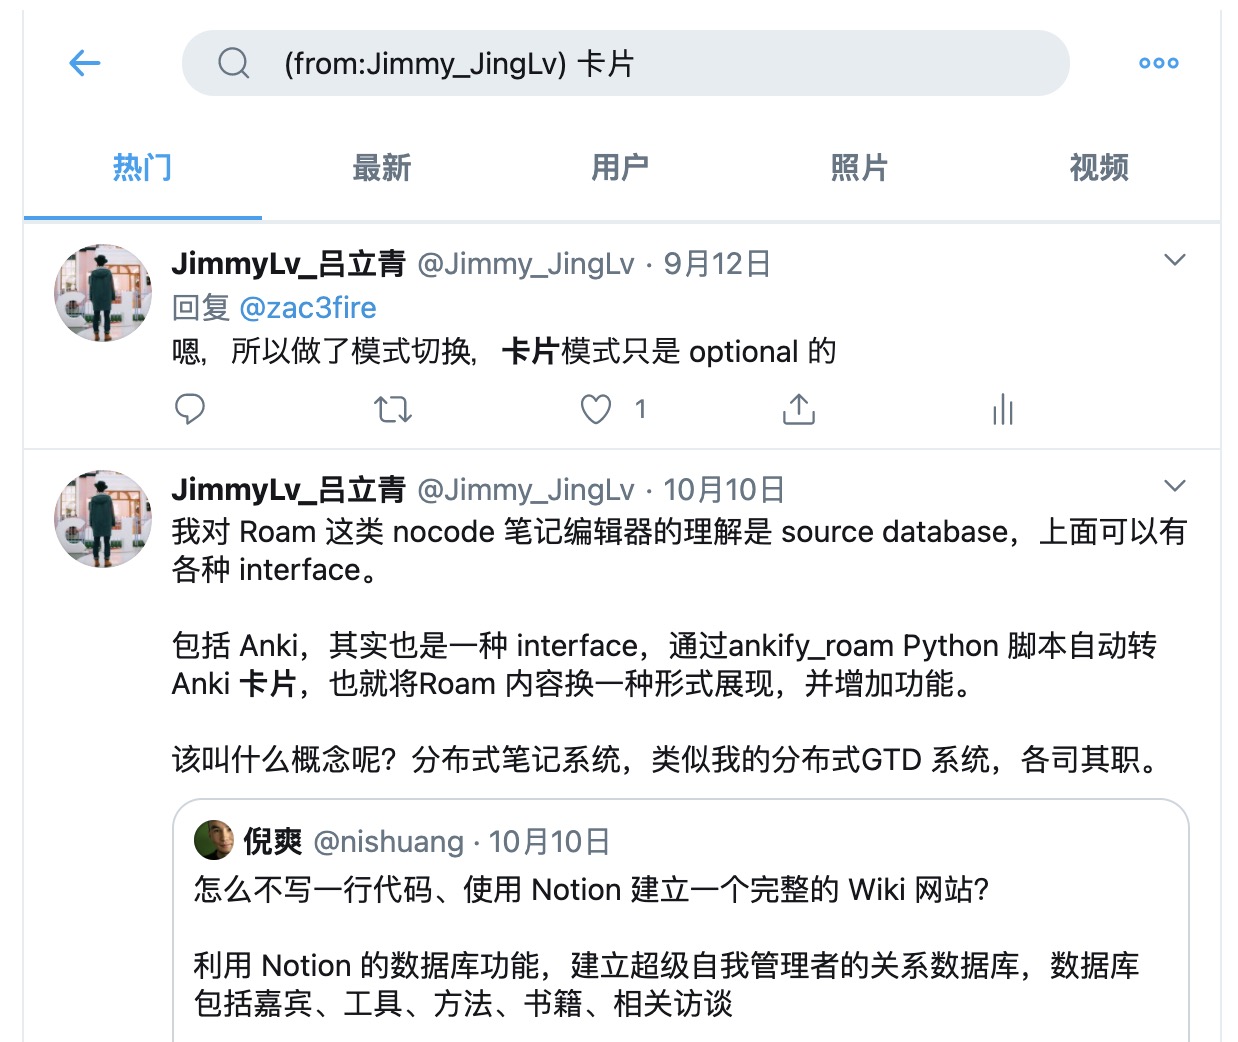 (from:Jimmy_JingLv) 卡片
热门 最新 用户 照片 视频
JimmyLv_吕立青 @Jimmy_JingLv · 9月12日
回复 @zac3fire
嗯，所以做了模式切换，卡片模式只是 optional 的
1
JimmyLv_吕立青 @Jimmy_JingLv · 10月10日
我对 Roam 这类 nocode 笔记编辑器的理解是 source database，上面可以有
各种 interface。
包括 Anki，其实也是一种 interface，通过ankify_roam Python 脚本自动转
Anki 卡片，也就将Roam 内容换一种形式展现，并增加功能。
该叫什么概念呢？分布式笔记系统，类似我的分布式GTD 系统，各司其职。
倪爽 @nishuang · 10月10日
怎么不写一行代码、使用 Notion 建立一个完整的 Wiki 网站？
利用 Notion 的数据库功能，建立超级自我管理者的关系数据库，数据库
包括嘉宾、工具、方法、书籍、相关访谈